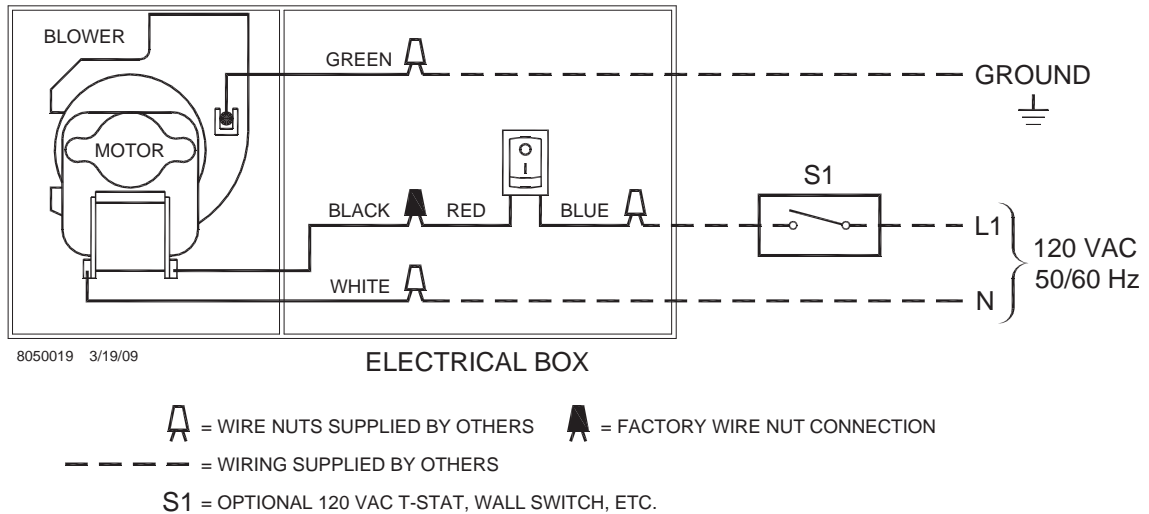 BLOWER
GREEN
GROUND
MOTOR
O
I
S1
BLACK
RED
BLUE
L1
120 VAC
50/60 Hz
WHITE
N
8050019 3/19/09
ELECTRICAL BOX
= WIRE NUTS SUPPLIED BY OTHERS
= FACTORY WIRE NUT CONNECTION
= WIRING SUPPLIED BY OTHERS
S1 = OPTIONAL 120 VAC T-STAT, WALL SWITCH, ETC.